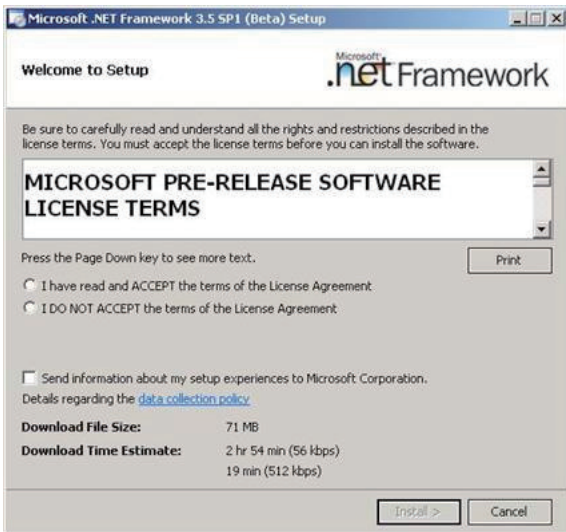 Microsoft .NET Framework 3.5 SP1 (Beta) Setup
Welcome to Setup
Microsoft
.net Framework
Be sure to carefully read and understand all the rights and restrictions described in the
license terms. You must accept the license terms before you can install the software.
MICROSOFT PRE-RELEASE SOFTWARE
LICENSE TERMS
Press the Page Down key to see more text.
Print
I have read and ACCEPT the terms of the License Agreement
I DO NOT ACCEPT the terms of the License Agreement
Send information about my setup experiences to Microsoft Corporation.
Details regarding the data collection policy
Download File Size: 71 MB
Download Time Estimate: 2 hr 54 min (56 kbps)
19 min (512 kbps)
Install >
Cancel